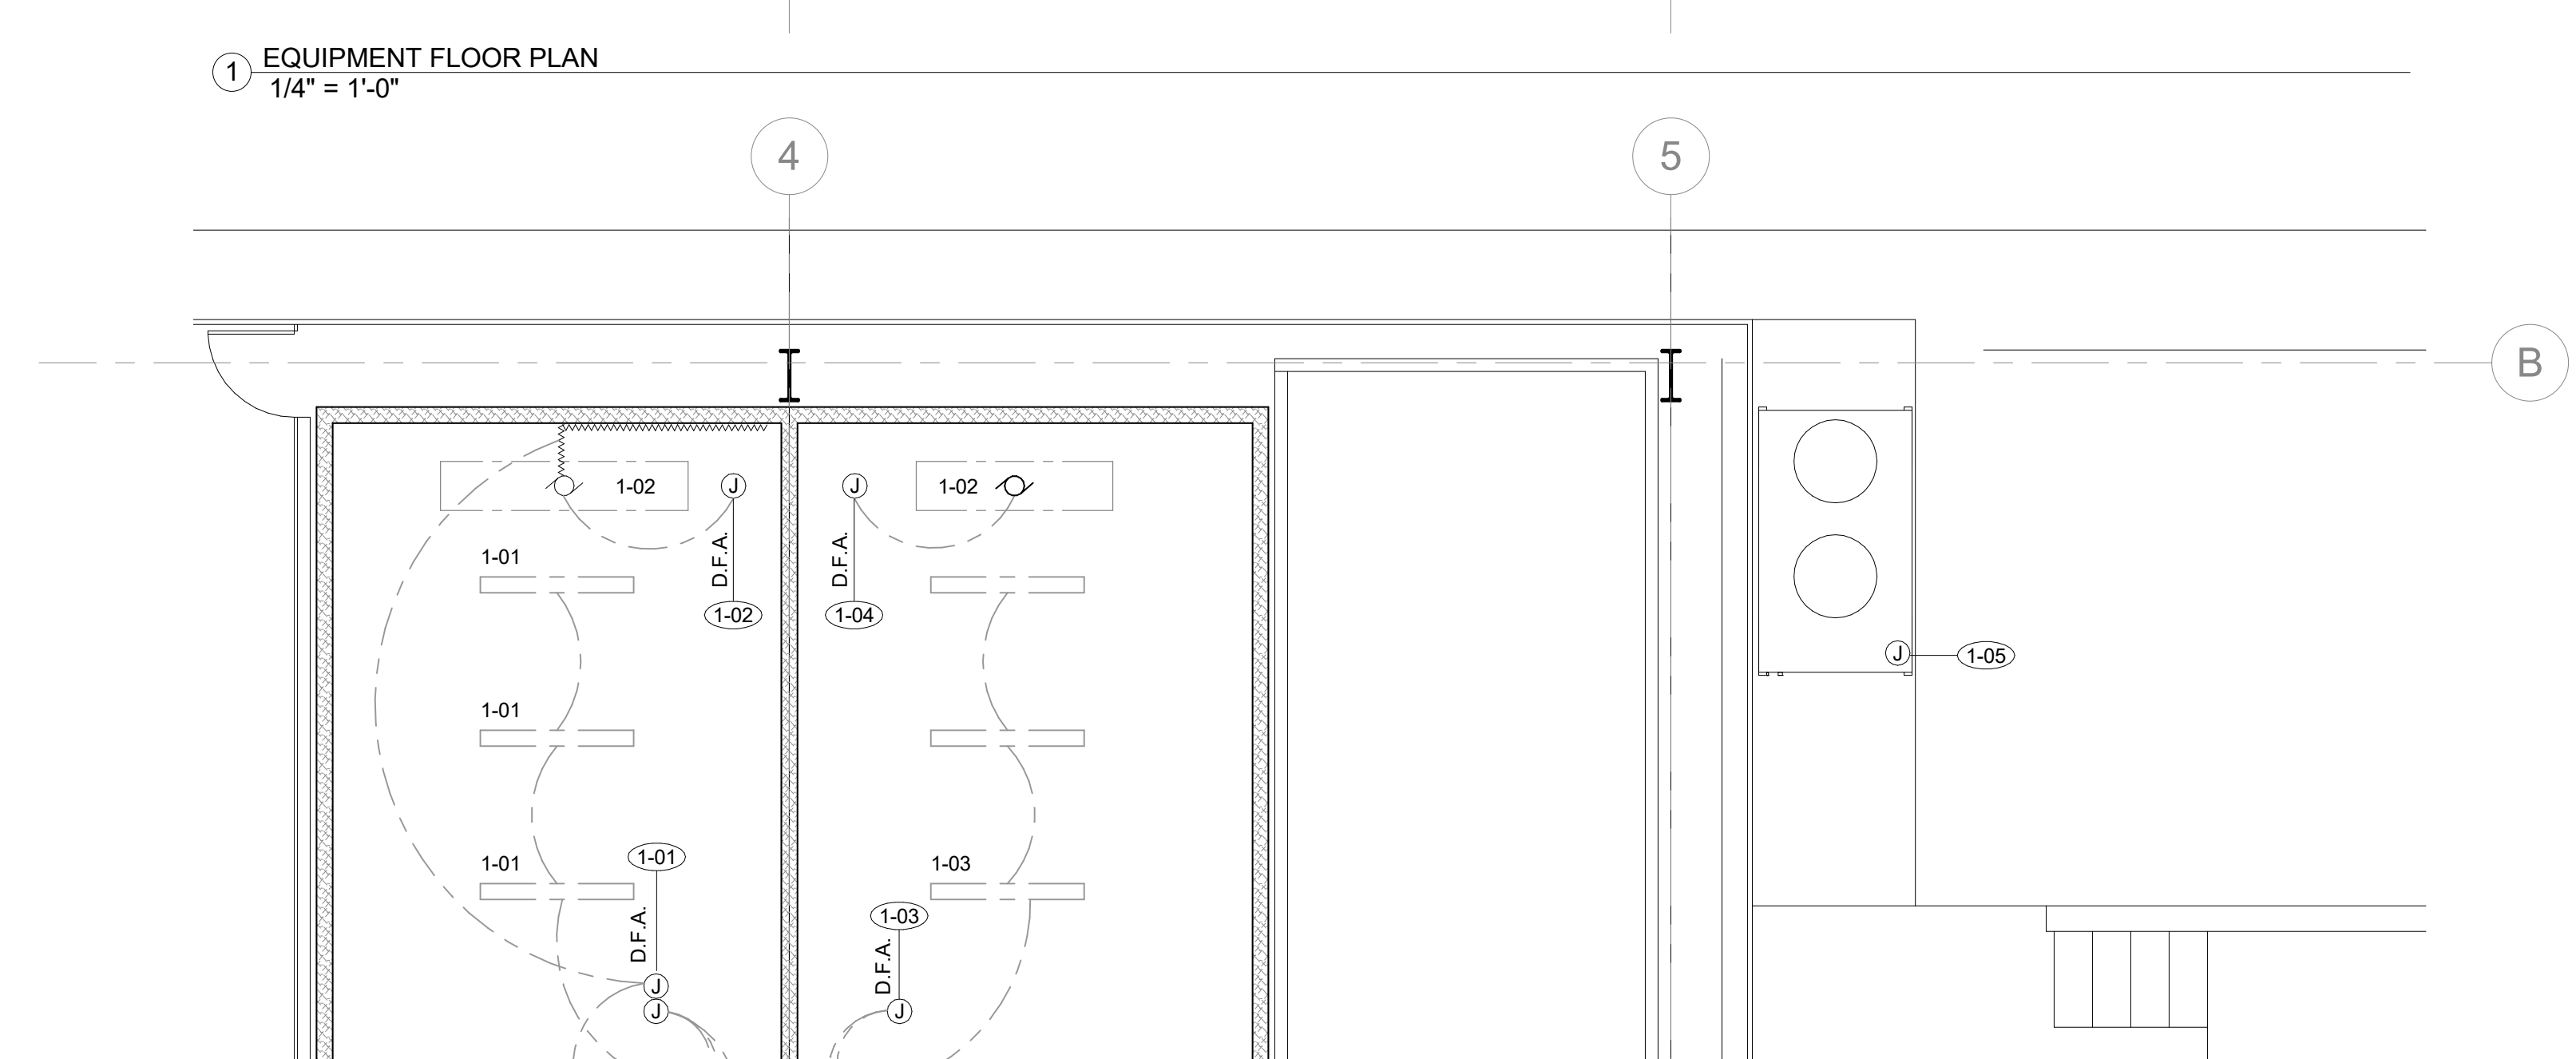 1 EQUIPMENT FLOOR PLAN
1/4" = 1'-0"
4
5
B
1-02
J
J
1-02
D.F.A.
D.F.A.
1-01
1-02
1-04
J
1-05
1-01
1-01
1-01
1-03
1-03
D.F.A.
D.F.A.
J
J
J